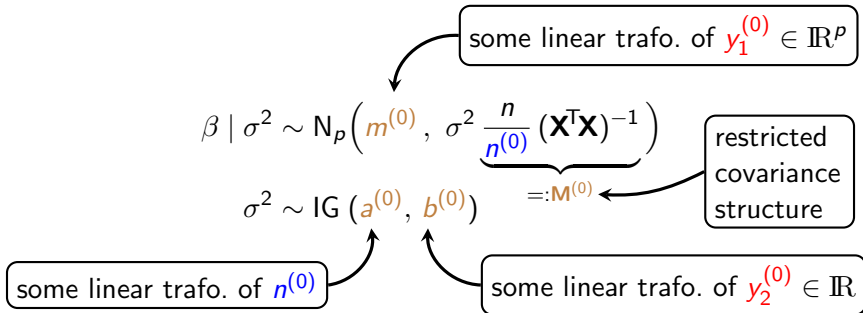 some linear trafo. of y₁⁽⁰⁾ ∈ ℝᵖ
β | σ² ∼ Nₚ(m⁽⁰⁾, σ² n/n⁽⁰⁾ (𝐗ᵀ𝐗)⁻¹)
=:𝐌⁽⁰⁾
restricted
covariance
structure
σ² ∼ IG (a⁽⁰⁾, b⁽⁰⁾)
some linear trafo. of n⁽⁰⁾
some linear trafo. of y₂⁽⁰⁾ ∈ ℝ